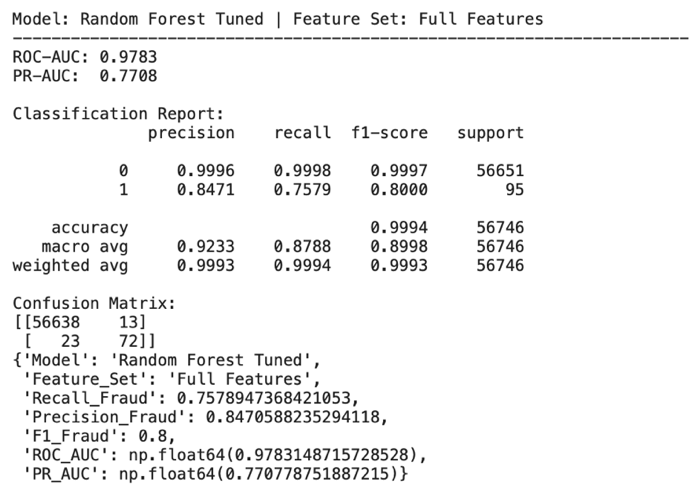 Model: Random Forest Tuned | Feature Set: Full Features
----------------------------------------------------------------------
ROC-AUC: 0.9783
PR-AUC:  0.7708

Classification Report:
              precision    recall  f1-score   support

           0     0.9996    0.9998    0.9997     56651
           1     0.8471    0.7579    0.8000        95

    accuracy                         0.9994     56746
   macro avg     0.9233    0.8788    0.8998     56746
weighted avg     0.9993    0.9994    0.9993     56746

Confusion Matrix:
[[56638    13]
 [   23    72]]
{'Model': 'Random Forest Tuned',
 'Feature_Set': 'Full Features',
 'Recall_Fraud': 0.7578947368421053,
 'Precision_Fraud': 0.8470588235294118,
 'F1_Fraud': 0.8,
 'ROC_AUC': np.float64(0.9783148715728528),
 'PR_AUC': np.float64(0.770778751887215)}